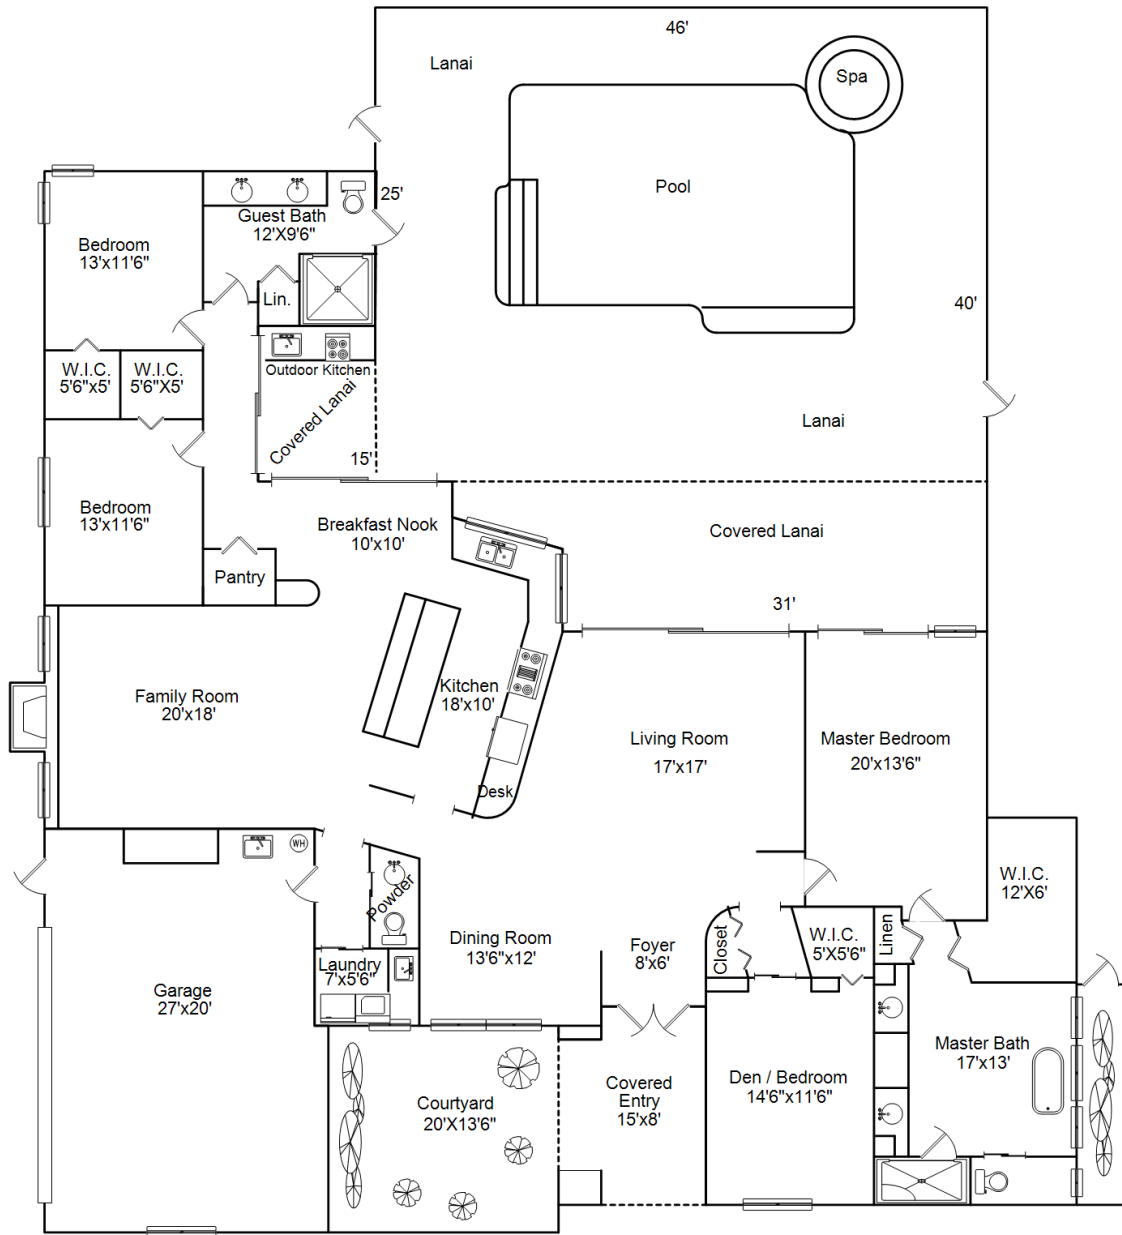 46'
Lanai
Spa
Pool
25'
Guest Bath
12'X9'6"
Bedroom
13'x11'6"
Lin.
40'
W.I.C.
5'6"x5'
W.I.C.
5'6"X5'
Outdoor Kitchen
Covered Lanai
15'
Lanai
Bedroom
13'x11'6"
Breakfast Nook
10'x10'
Covered Lanai
Pantry
31'
Family Room
20'x18'
Kitchen
18'x10'
Living Room
17'x17'
Master Bedroom
20'x13'6"
Desk
WH
Powder
W.I.C.
12'X6'
Dining Room
13'6"x12'
Foyer
8'x6'
Closet
W.I.C.
5'X5'6"
Linen
Laundry
7'x5'6"
Garage
27'x20'
Master Bath
17'x13'
Courtyard
20'X13'6"
Covered
Entry
15'x8'
Den / Bedroom
14'6"x11'6"